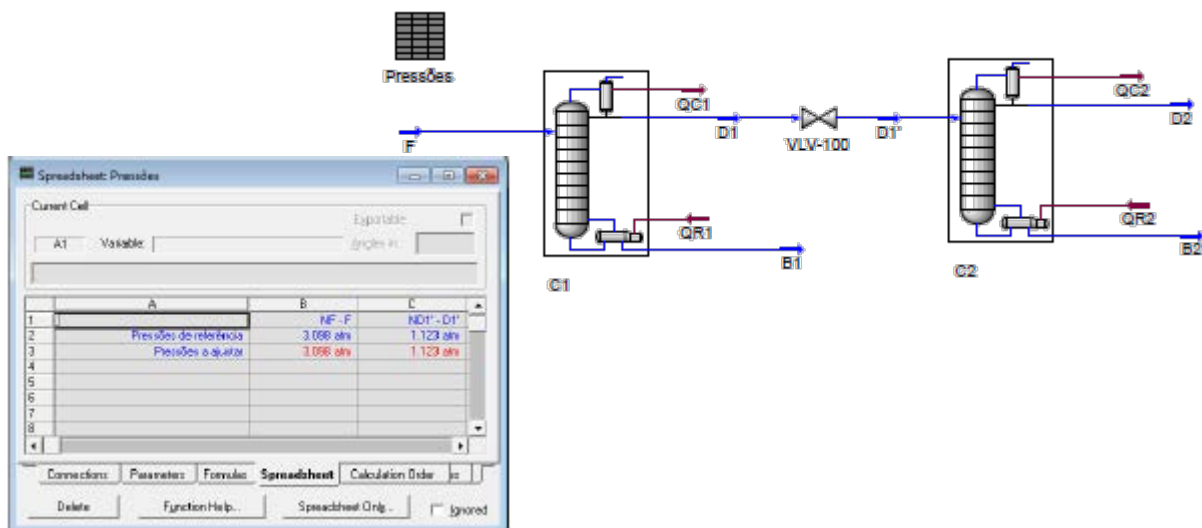 Pressões
F
QC1
D1
VLV-100
D1'
QC2
D2
QR1
B1
C1
QR2
B2
C2
Spreadsheet: Pressões
Current Cell
Exportable
A1 Variable: Angles in:
A B C
1 NF - F ND1' - D1'
2 Pressões de referência 3.098 atm 1.123 atm
3 Pressões a ajustar 3.098 atm 1.123 atm
4
5
6
7
8
Connections Parameters Formulas Spreadsheet Calculation Order
Delete Function Help... Spreadsheet Only... Ignored